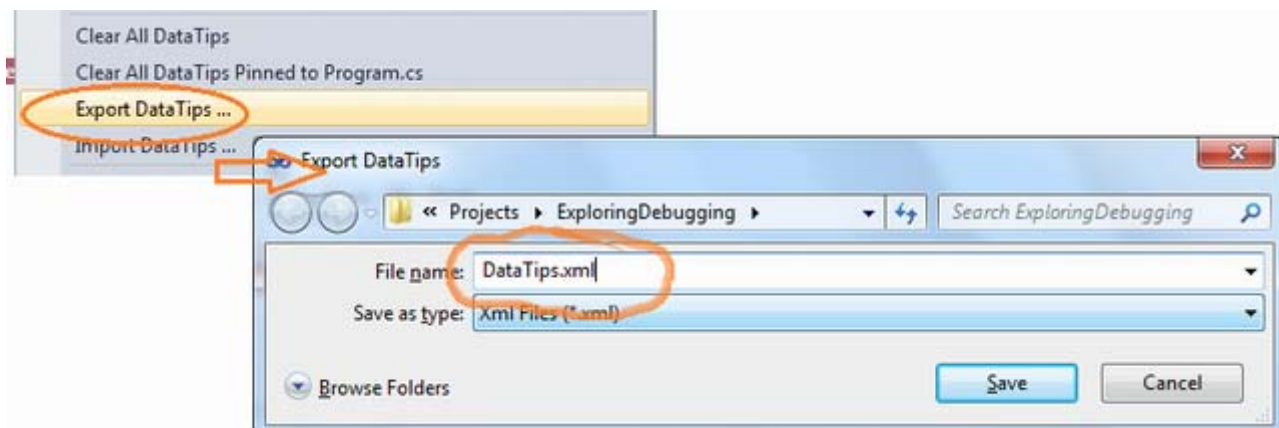 Clear All DataTips
Clear All DataTips Pinned to Program.cs
Export DataTips ...
Import DataTips ...
Export DataTips
« Projects ▸ ExploringDebugging ▸
Search ExploringDebugging
File name: DataTips.xml
Save as type: Xml Files (*.xml)
Browse Folders
Save
Cancel